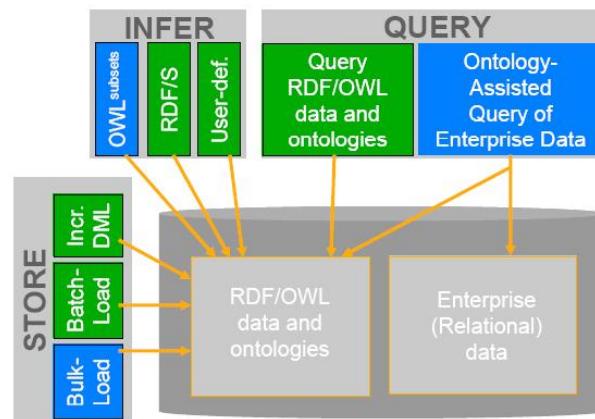 INFER
QUERY
OWL subsets
RDF/S
User-def.
Query
RDF/OWL
data and
ontologies
Ontology-
Assisted
Query of
Enterprise Data
STORE
Incr.
DML
Batch-
Load
Bulk-
Load
RDF/OWL
data and
ontologies
Enterprise
(Relational)
data